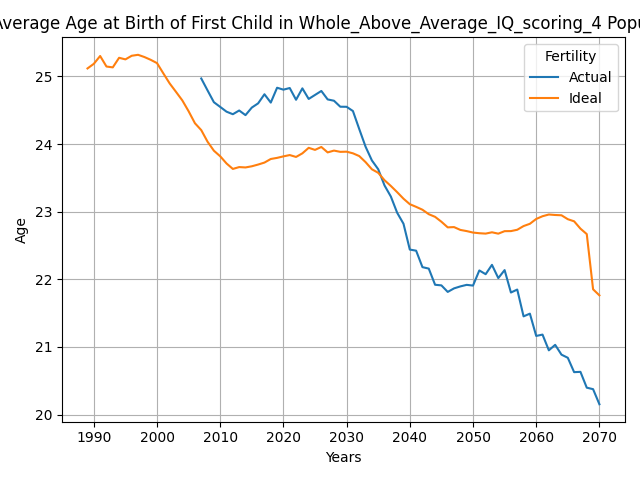 Average Age at Birth of First Child in Whole_Above_Average_IQ_scoring_4
Fertility
Actual
Ideal
25
24
23
22
21
20
Age
1990 2000 2010 2020 2030 2040 2050 2060 2070
Years